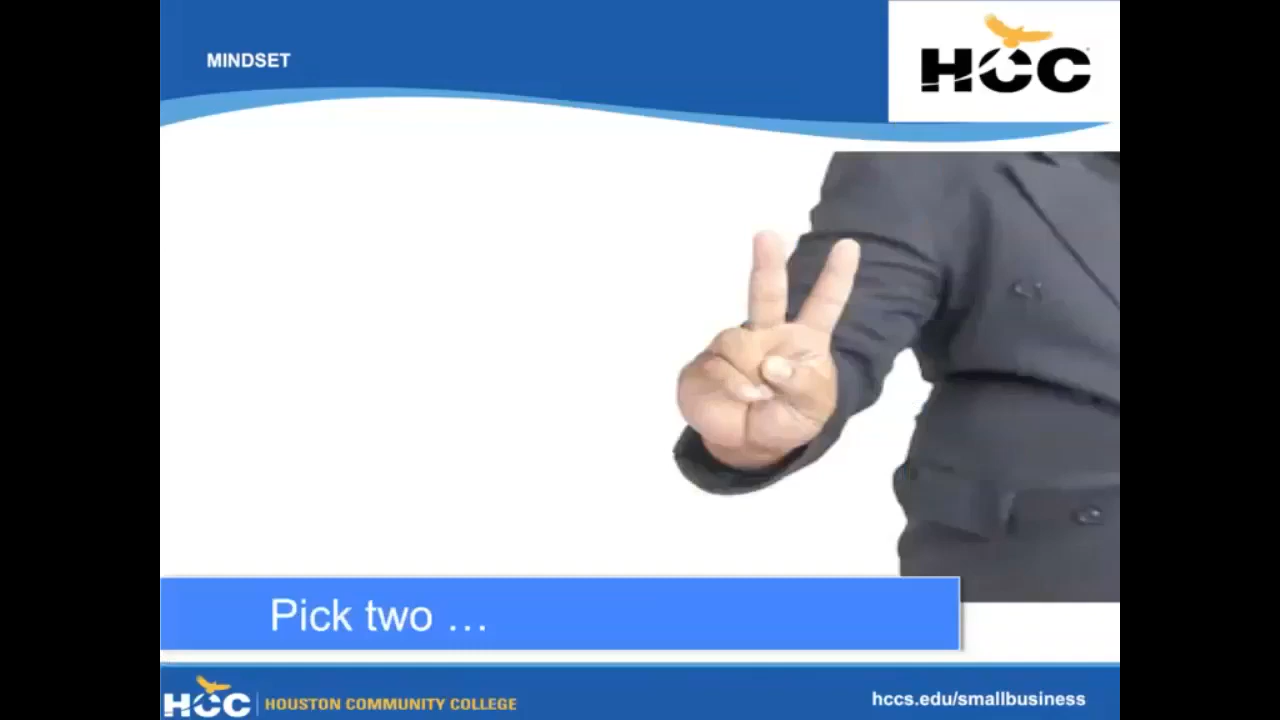 MINDSET
HCC
Pick two …
HCC HOUSTON COMMUNITY COLLEGE
hccs.edu/smallbusiness